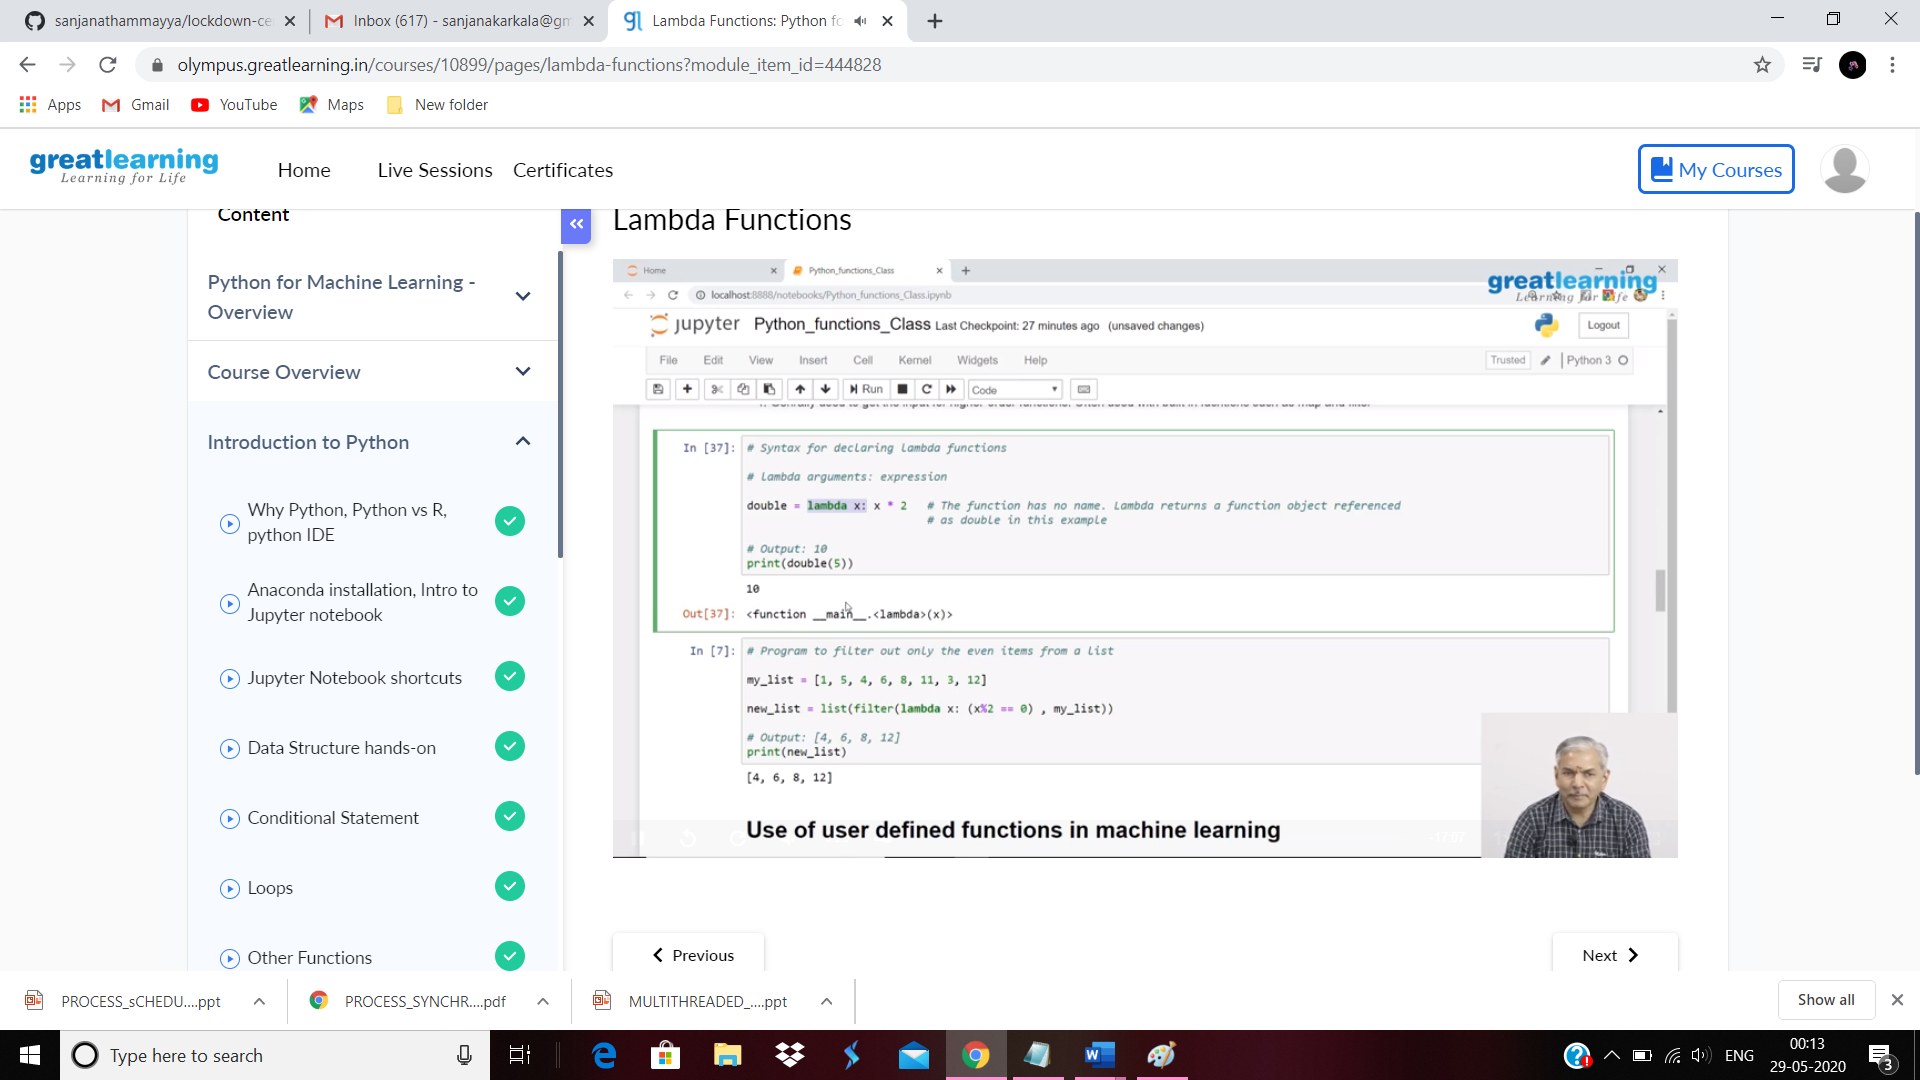 sanjanathammayya/lockdown-ce
Inbox (617) - sanjanakarkala@gm
Lambda Functions: Python fo
olympus.greatlearning.in/courses/10899/pages/lambda-functions?module_item_id=444828
Apps Gmail YouTube Maps New folder
greatlearning
Learning for Life
Home Live Sessions Certificates
My Courses
Content
Python for Machine Learning -
Overview
Course Overview
Introduction to Python
Why Python, Python vs R,
python IDE
Anaconda installation, Intro to
Jupyter notebook
Jupyter Notebook shortcuts
Data Structure hands-on
Conditional Statement
Loops
Other Functions
Lambda Functions
Home Python_functions_Class
localhost:8888/notebooks/Python_functions_Class.ipynb
greatlearning
Learning for Life
jupyter Python_functions_Class Last Checkpoint: 27 minutes ago (unsaved changes)
Logout
File Edit View Insert Cell Kernel Widgets Help
Trusted Python 3
Run Code
In [37]: # Syntax for declaring lambda functions
# Lambda arguments: expression
double = lambda x: x * 2 # The function has no name. Lambda returns a function object referenced
# as double in this example
# Output: 10
print(double(5))
10
Out[37]: <function __main__.<lambda>(x)>
In [7]: # Program to filter out only the even items from a list
my_list = [1, 5, 4, 6, 8, 11, 3, 12]
new_list = list(filter(lambda x: (x%2 == 0) , my_list))
# Output: [4, 6, 8, 12]
print(new_list)
[4, 6, 8, 12]
Use of user defined functions in machine learning
Previous
Next
PROCESS_sCHEDU....ppt
PROCESS_SYNCHR....pdf
MULTITHREADED_....ppt
Show all
Type here to search
ENG
00:13
29-05-2020
3